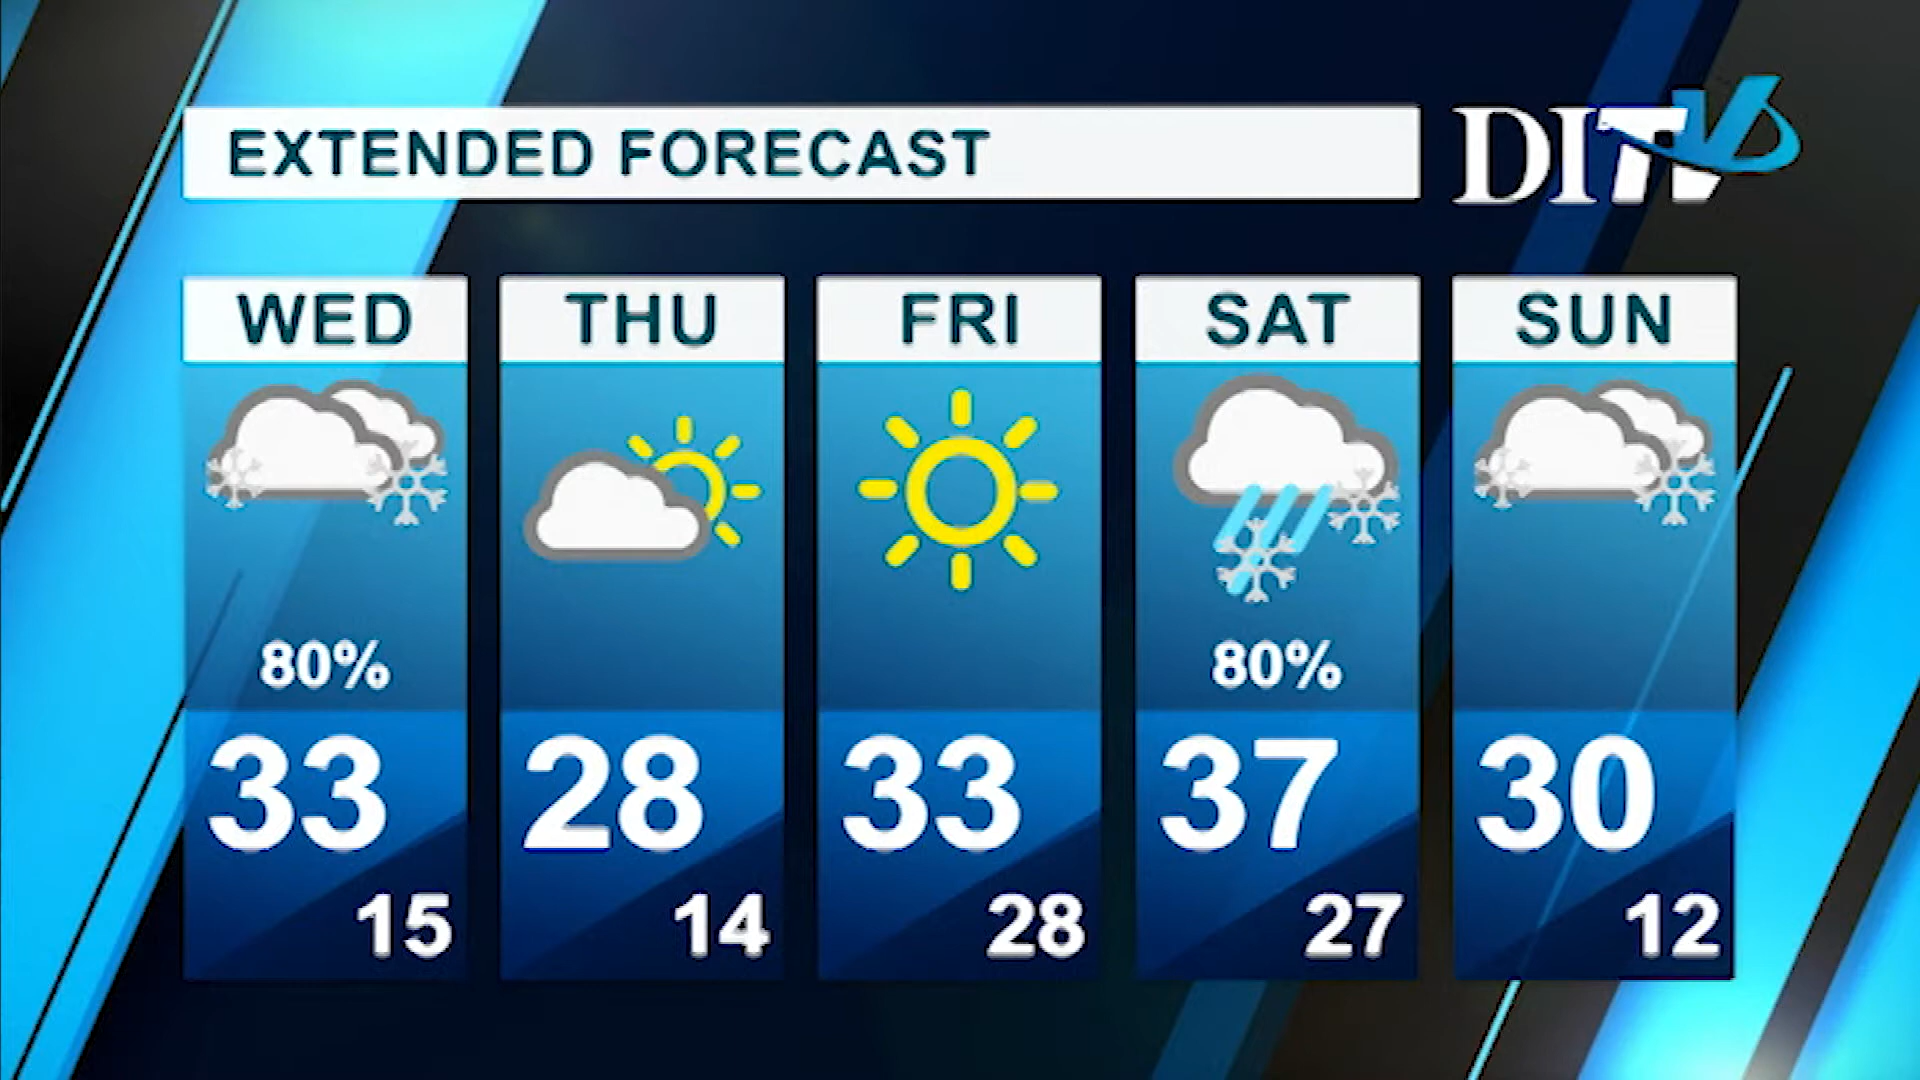 EXTENDED FORECAST
DITV
WED THU FRI SAT SUN
80% 80%
33 28 33 37 30
15 14 28 27 12